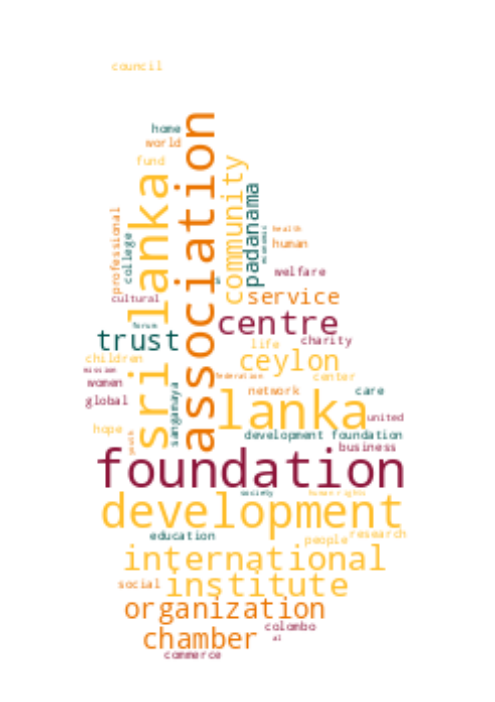 council
home
world
fund
association
sri lanka
community
padanama
economic
professional
college
health
human
s
welfare
cultural
service
forum
centre
trust
life
charity
children
ceylon
mission
federation
center
women
sangamaya
network
care
global
lanka
united
hope
youth
development foundation
business
foundation
society
human rights
development
education
people
research
international
social
institute
organization
colombo
chamber
al
commerce